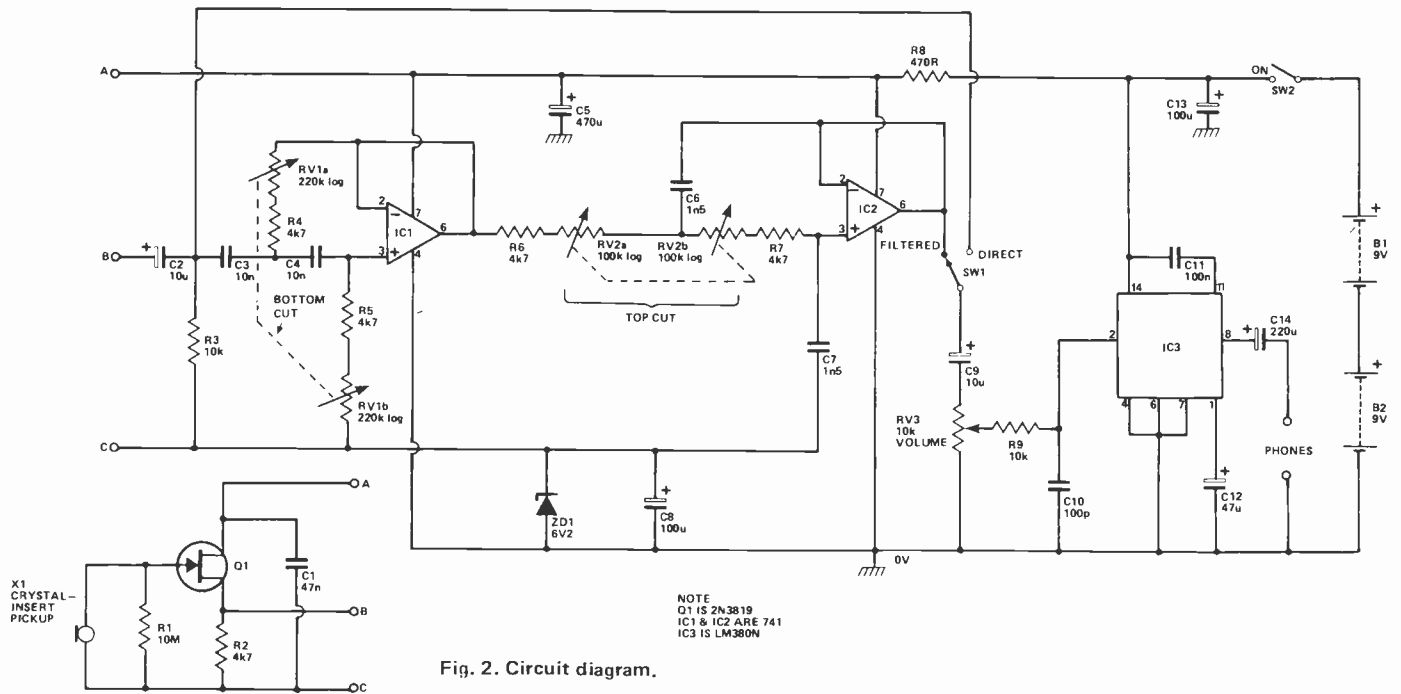 R8
470R
A
+
C5
470u
ON
SW2
+
C13
100u
RV1a
220k log
R4
4k7
2
−
7
IC1
6
3
+
4
C6
1n5
2
−
7
IC2
6
3
+
4
+
B1
9V
B
+
C2
10u
C3
10n
C4
10n
R6
4k7
RV2a
100k log
RV2b
100k log
R7
4k7
FILTERED
DIRECT
SW1
C11
100n
14
11
BOTTOM
CUT
R5
4k7
TOP CUT
R3
10k
2
IC3
8
+
C14
220u
C7
1n5
+
C9
10u
4
6
7
1
+
B2
9V
RV1b
220k log
RV3
10k
VOLUME
R9
10k
PHONES
C
ZD1
6V2
+
C8
100u
C10
100p
+
C12
47u
0V
A
Q1
C1
47n
X1
CRYSTAL–
INSERT
PICKUP
R1
10M
B
R2
4k7
C
NOTE
Q1 IS 2N3819
IC1 & IC2 ARE 741
IC3 IS LM380N
Fig. 2. Circuit diagram.